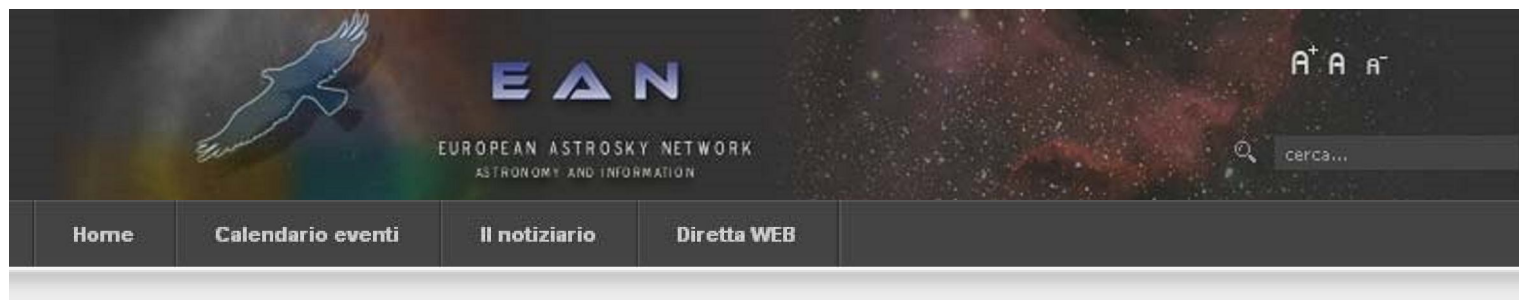 EAN
EUROPEAN ASTROSKY NETWORK
ASTRONOMY AND INFORMATION
A+ A A-
cerca...
Home Calendario eventi Il notiziario Diretta WEB